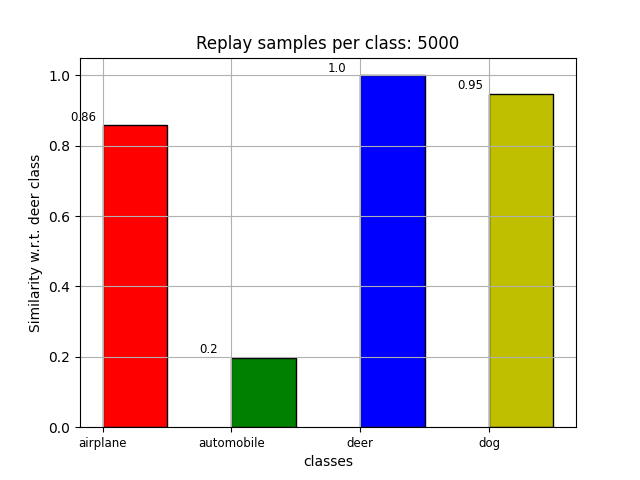 Replay samples per class: 5000
Similarity w.r.t. deer class
1.0
0.8
0.6
0.4
0.2
0.0
0.86
0.2
1.0
0.95
airplane automobile deer dog
classes